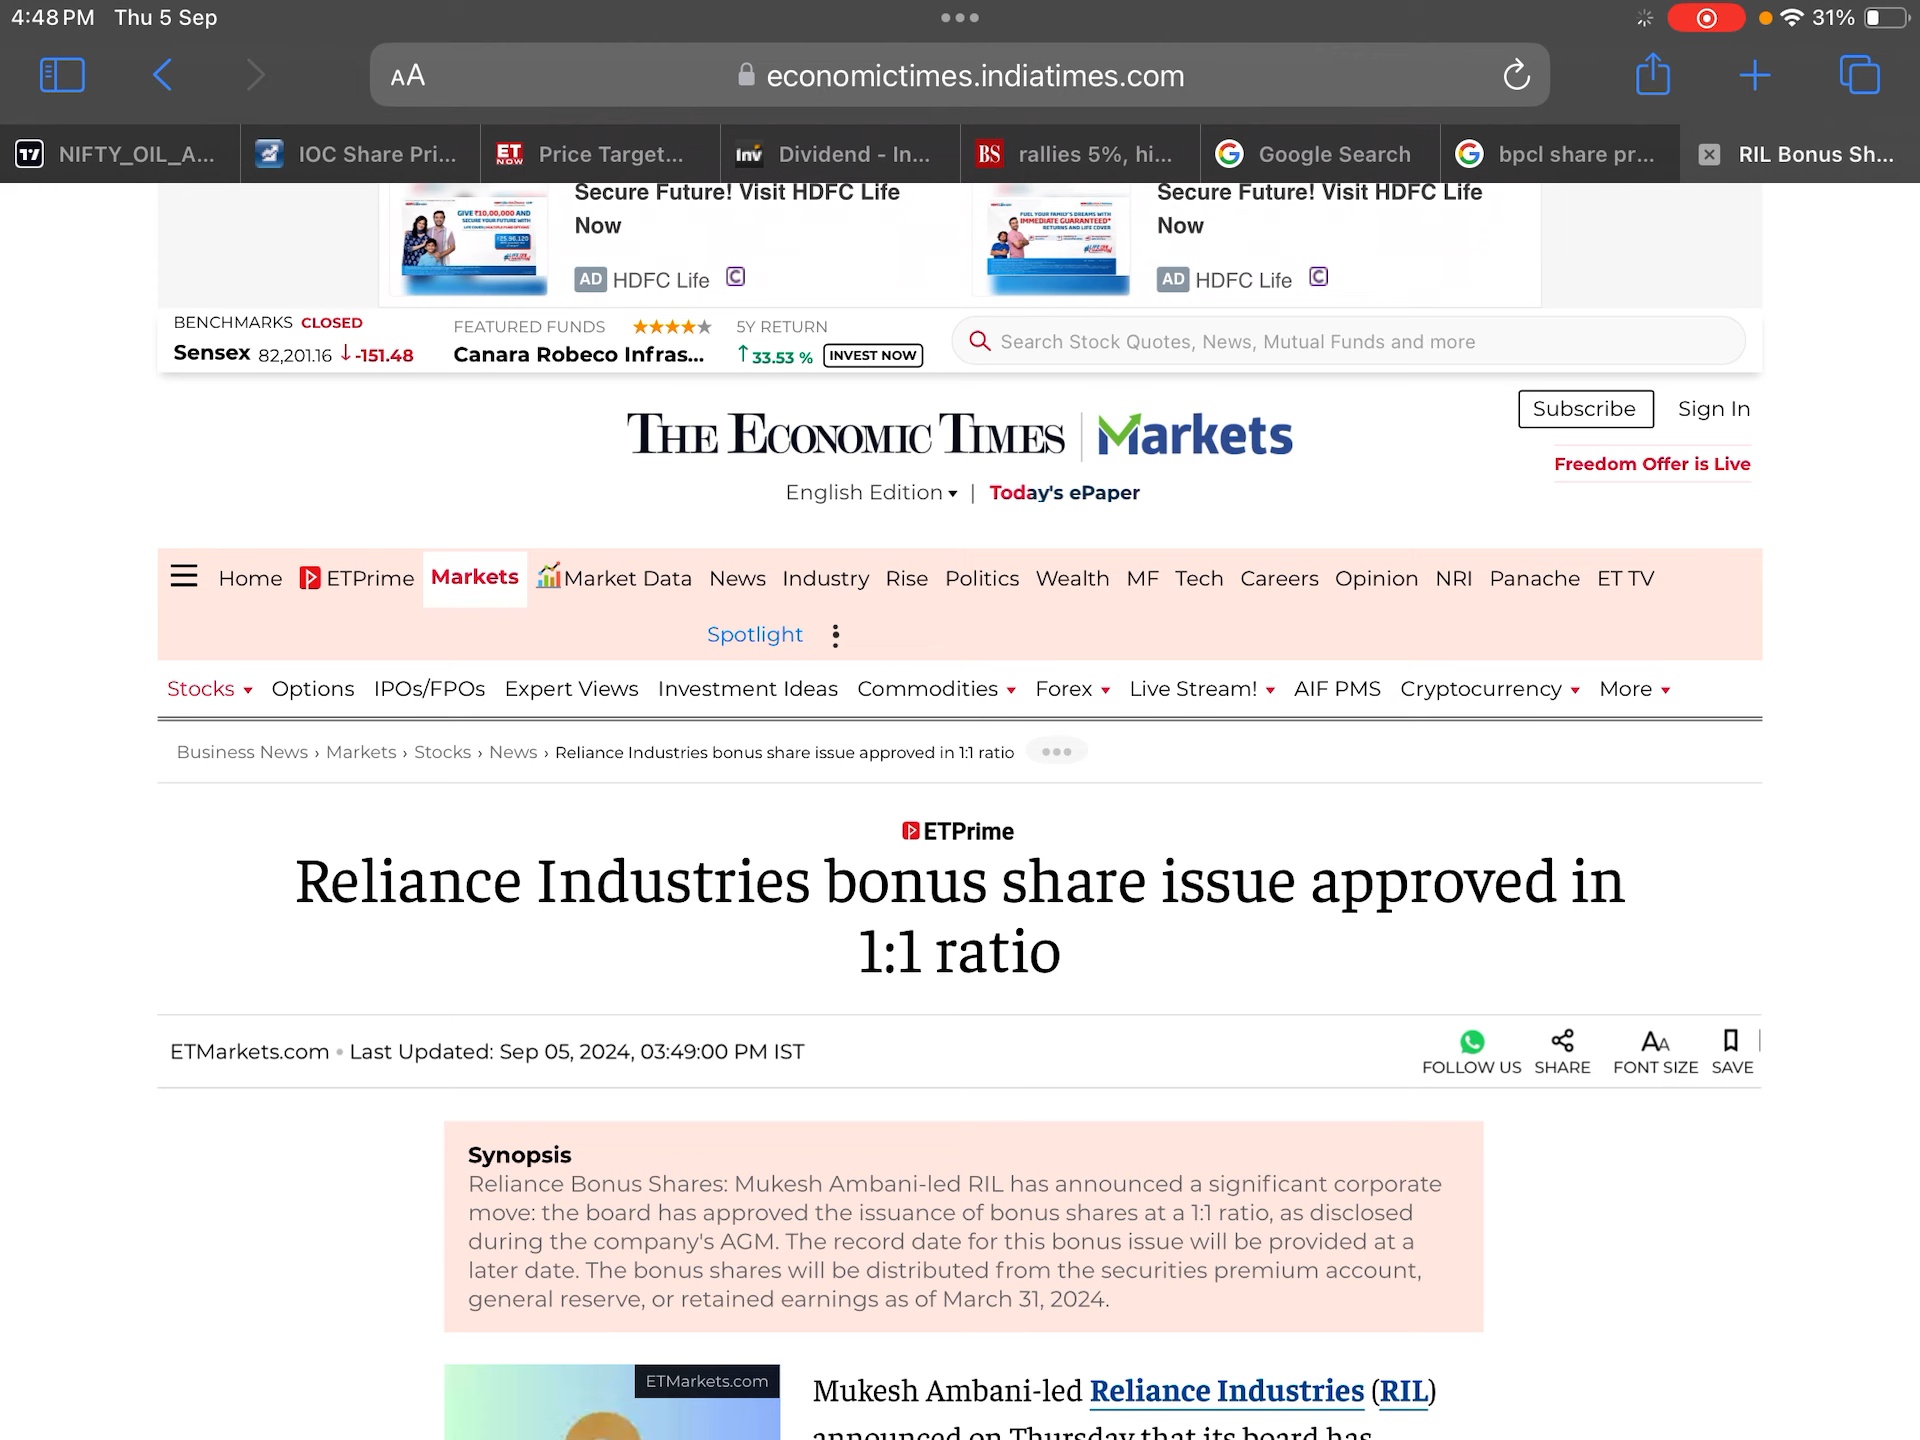 4:48 PM Thu 5 Sep
31%
AA
economictimes.indiatimes.com
NIFTY_OIL_A...
IOC Share Pri...
ET NOW Price Target...
Inv Dividend - In...
BS rallies 5%, hi...
Google Search
bpcl share pr...
RIL Bonus Sh...
Secure Future! Visit HDFC Life
Now
AD HDFC Life
Secure Future! Visit HDFC Life
Now
AD HDFC Life
BENCHMARKS CLOSED
Sensex 82,201.16 -151.48
FEATURED FUNDS
Canara Robeco Infras...
5Y RETURN
33.53 % INVEST NOW
Search Stock Quotes, News, Mutual Funds and more
THE ECONOMIC TIMES | Markets
Subscribe Sign In
Freedom Offer is Live
English Edition | Today's ePaper
Home ETPrime Markets Market Data News Industry Rise Politics Wealth MF Tech Careers Opinion NRI Panache ET TV
Spotlight
Stocks Options IPOs/FPOs Expert Views Investment Ideas Commodities Forex Live Stream! AIF PMS Cryptocurrency More
Business News › Markets › Stocks › News › Reliance Industries bonus share issue approved in 1:1 ratio
ETPrime
Reliance Industries bonus share issue approved in
1:1 ratio
ETMarkets.com • Last Updated: Sep 05, 2024, 03:49:00 PM IST
FOLLOW US SHARE FONT SIZE SAVE
Synopsis
Reliance Bonus Shares: Mukesh Ambani-led RIL has announced a significant corporate
move: the board has approved the issuance of bonus shares at a 1:1 ratio, as disclosed
during the company's AGM. The record date for this bonus issue will be provided at a
later date. The bonus shares will be distributed from the securities premium account,
general reserve, or retained earnings as of March 31, 2024.
ETMarkets.com
Mukesh Ambani-led Reliance Industries (RIL)
announced on Thursday that its board has